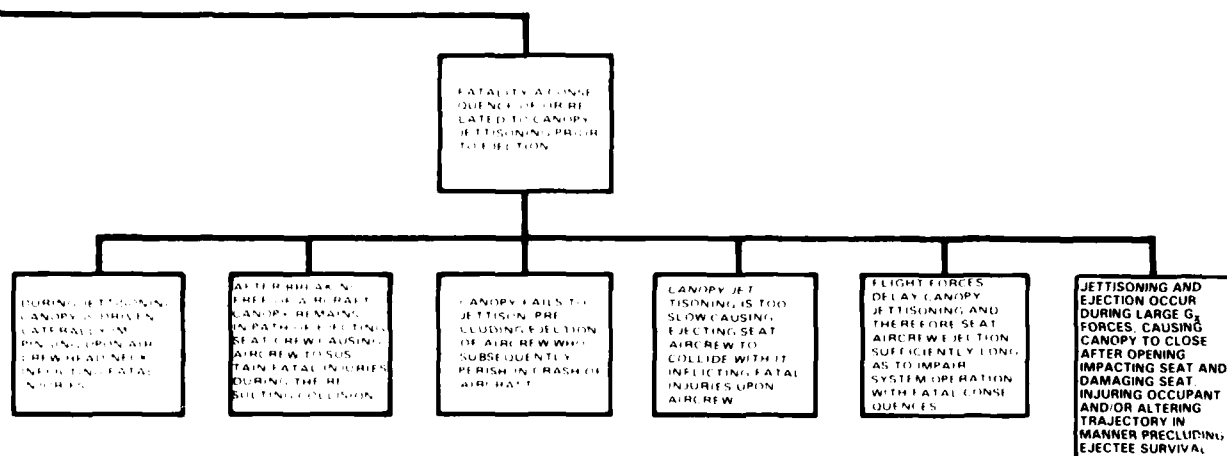 FATALITY A CONSE
QUENCE OF OR RE
LATED TO CANOPY
JETTISONING PRIOR
TO EJECTION
DURING JETTISONING
CANOPY IS DRIVEN
LATERALLY IM
PINGING UPON AIR
CREW HEAD NECK
INFLICTING FATAL
INJURIES
AFTER BREAKING
FREE OF AIRCRAFT
CANOPY REMAINS
IN PATH OF EJECTING
SEAT CREW CAUSING
AIRCREW TO SUS
TAIN FATAL INJURIES
DURING THE RE
SULTING COLLISION
CANOPY FAILS TO
JETTISON PRE
CLUDING EJECTION
OF AIRCREW WHO
SUBSEQUENTLY
PERISH IN CRASH OF
AIRCRAFT
CANOPY JET
TISONING IS TOO
SLOW CAUSING
EJECTING SEAT
AIRCREW TO
COLLIDE WITH IT
INFLICTING FATAL
INJURIES UPON
AIRCREW
FLIGHT FORCES
DELAY CANOPY
JETTISONING AND
THEREFORE SEAT
AIRCREW EJECTION
SUFFICIENTLY LONG
AS TO IMPAIR
SYSTEM OPERATION
WITH FATAL CONSE
QUENCES
JETTISONING AND
EJECTION OCCUR
DURING LARGE Gx
FORCES, CAUSING
CANOPY TO CLOSE
AFTER OPENING
IMPACTING SEAT AND
DAMAGING SEAT,
INJURING OCCUPANT
AND/OR ALTERING
TRAJECTORY IN
MANNER PRECLUDING
EJECTEE SURVIVAL